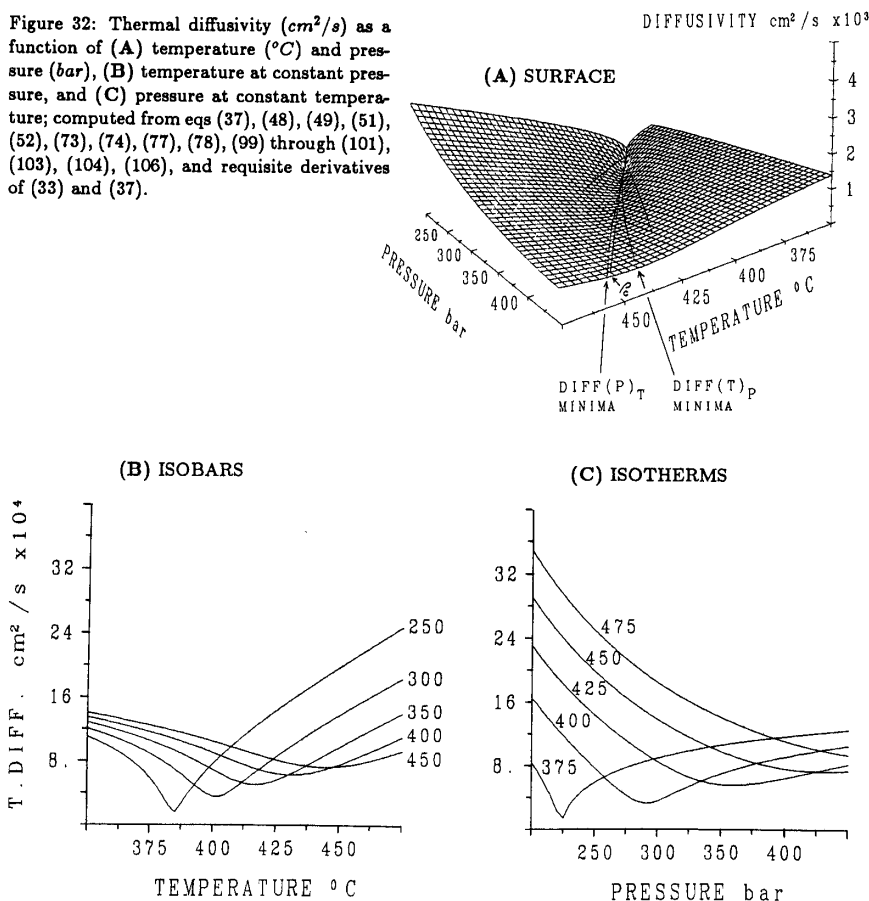 Figure 32: Thermal diffusivity (cm²/s) as a
function of (A) temperature (°C) and pres-
sure (bar), (B) temperature at constant pres-
sure, and (C) pressure at constant tempera-
ture; computed from eqs (37), (48), (49), (51),
(52), (73), (74), (77), (78), (99) through (101),
(103), (104), (106), and requisite derivatives
of (33) and (37).
DIFFUSIVITY cm²/s x10³
(A) SURFACE
4
3
2
1
250
300
350
400
PRESSURE bar
450
425
400
375
TEMPERATURE °C
DIFF(P)T
MINIMA
DIFF(T)P
MINIMA
(B) ISOBARS
T.DIFF. cm²/s x10⁴
32
24
16
8.
250
300
350
400
450
375 400 425 450
TEMPERATURE °C
(C) ISOTHERMS
32
24
16
8.
475
450
425
400
375
250 300 350 400
PRESSURE bar